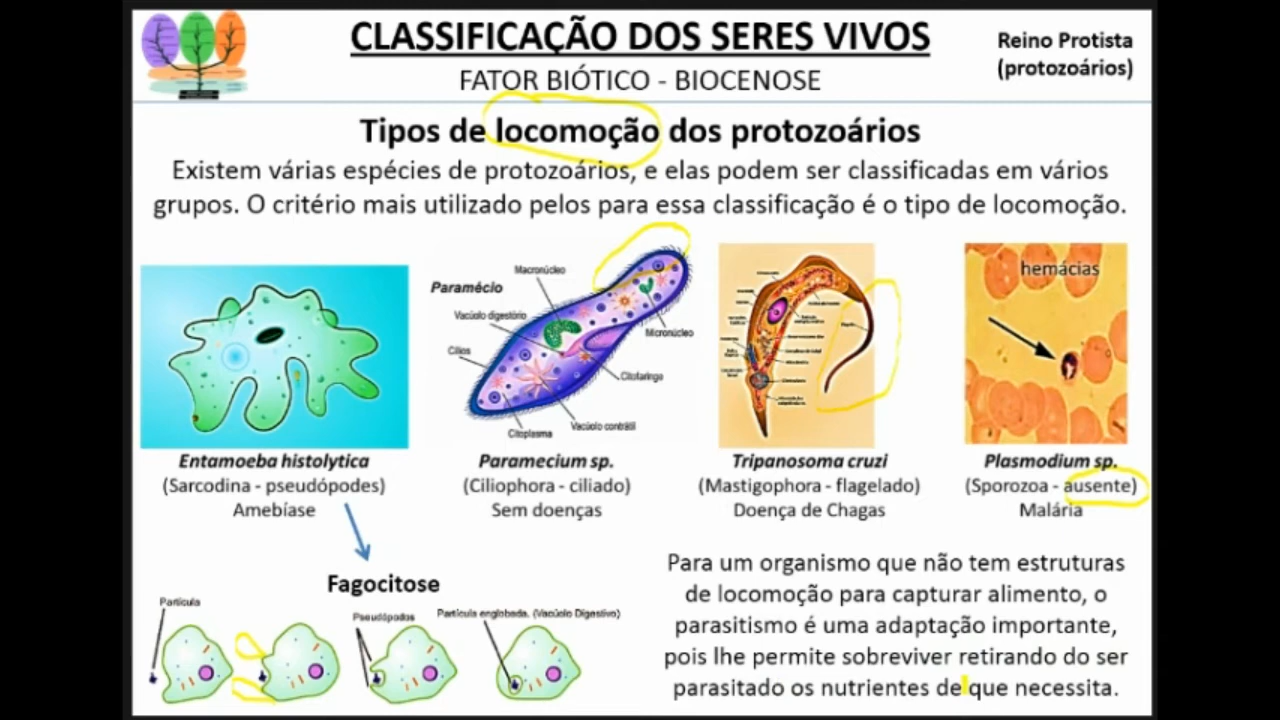 CLASSIFICAÇÃO DOS SERES VIVOS
FATOR BIÓTICO - BIOCENOSE
Reino Protista
(protozoários)
Tipos de locomoção dos protozoários
Existem várias espécies de protozoários, e elas podem ser classificadas em vários
grupos. O critério mais utilizado pelos para essa classificação é o tipo de locomoção.
Macronúcleo
Paramécio
Vacúolo digestório
Micronúcleo
Cílios
Citofaringe
Vacúolo contrátil
Citoplasma
hemácias
Entamoeba histolytica
(Sarcodina - pseudópodes)
Amebíase
Paramecium sp.
(Ciliophora - ciliado)
Sem doenças
Tripanosoma cruzi
(Mastigophora - flagelado)
Doença de Chagas
Plasmodium sp.
(Sporozoa - ausente)
Malária
Fagocitose
Partícula
Pseudópodos
Partícula englobada. (Vacúolo Digestivo)
Para um organismo que não tem estruturas
de locomoção para capturar alimento, o
parasitismo é uma adaptação importante,
pois lhe permite sobreviver retirando do ser
parasitado os nutrientes de que necessita.